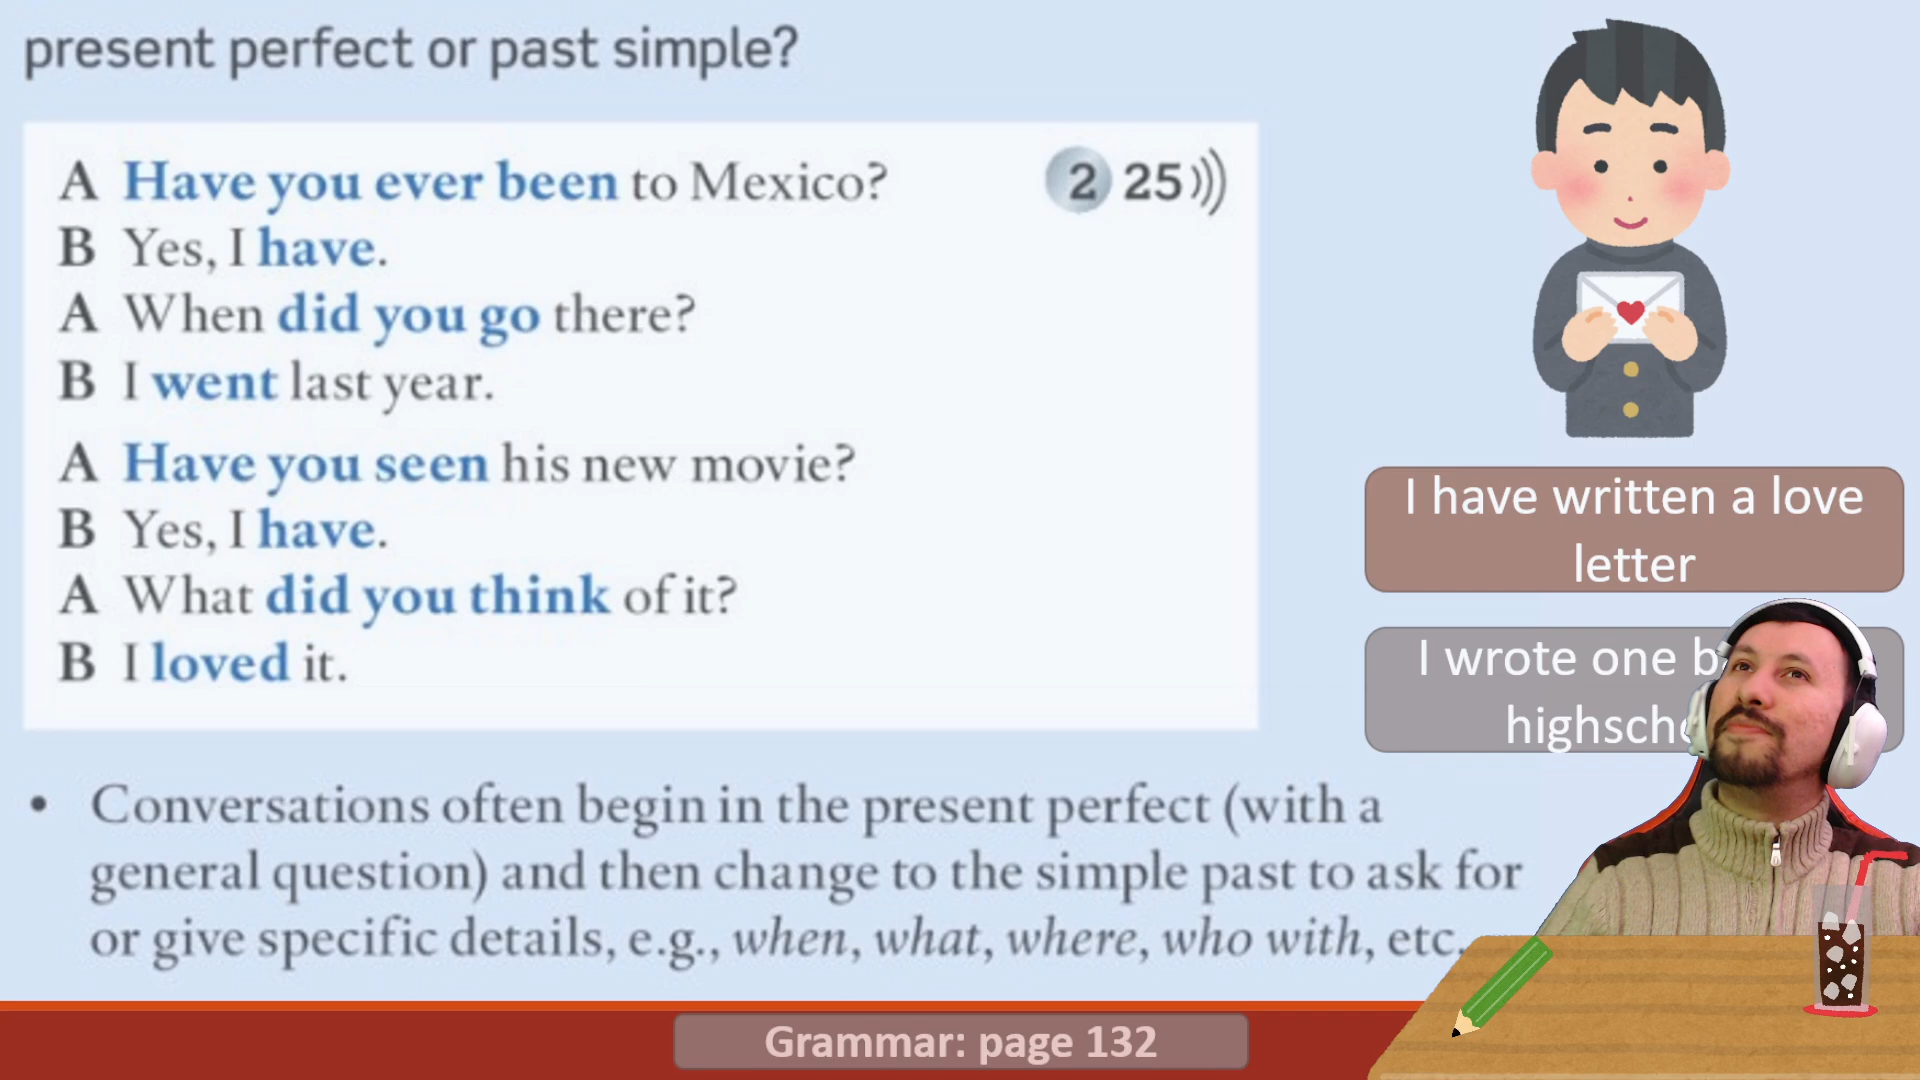 present perfect or past simple?
A Have you ever been to Mexico?
2 25
B Yes, I have.
A When did you go there?
B I went last year.
A Have you seen his new movie?
B Yes, I have.
A What did you think of it?
B I loved it.
• Conversations often begin in the present perfect (with a
general question) and then change to the simple past to ask for
or give specific details, e.g., when, what, where, who with, etc.
I have written a love
letter
I wrote one
Grammar: page 132